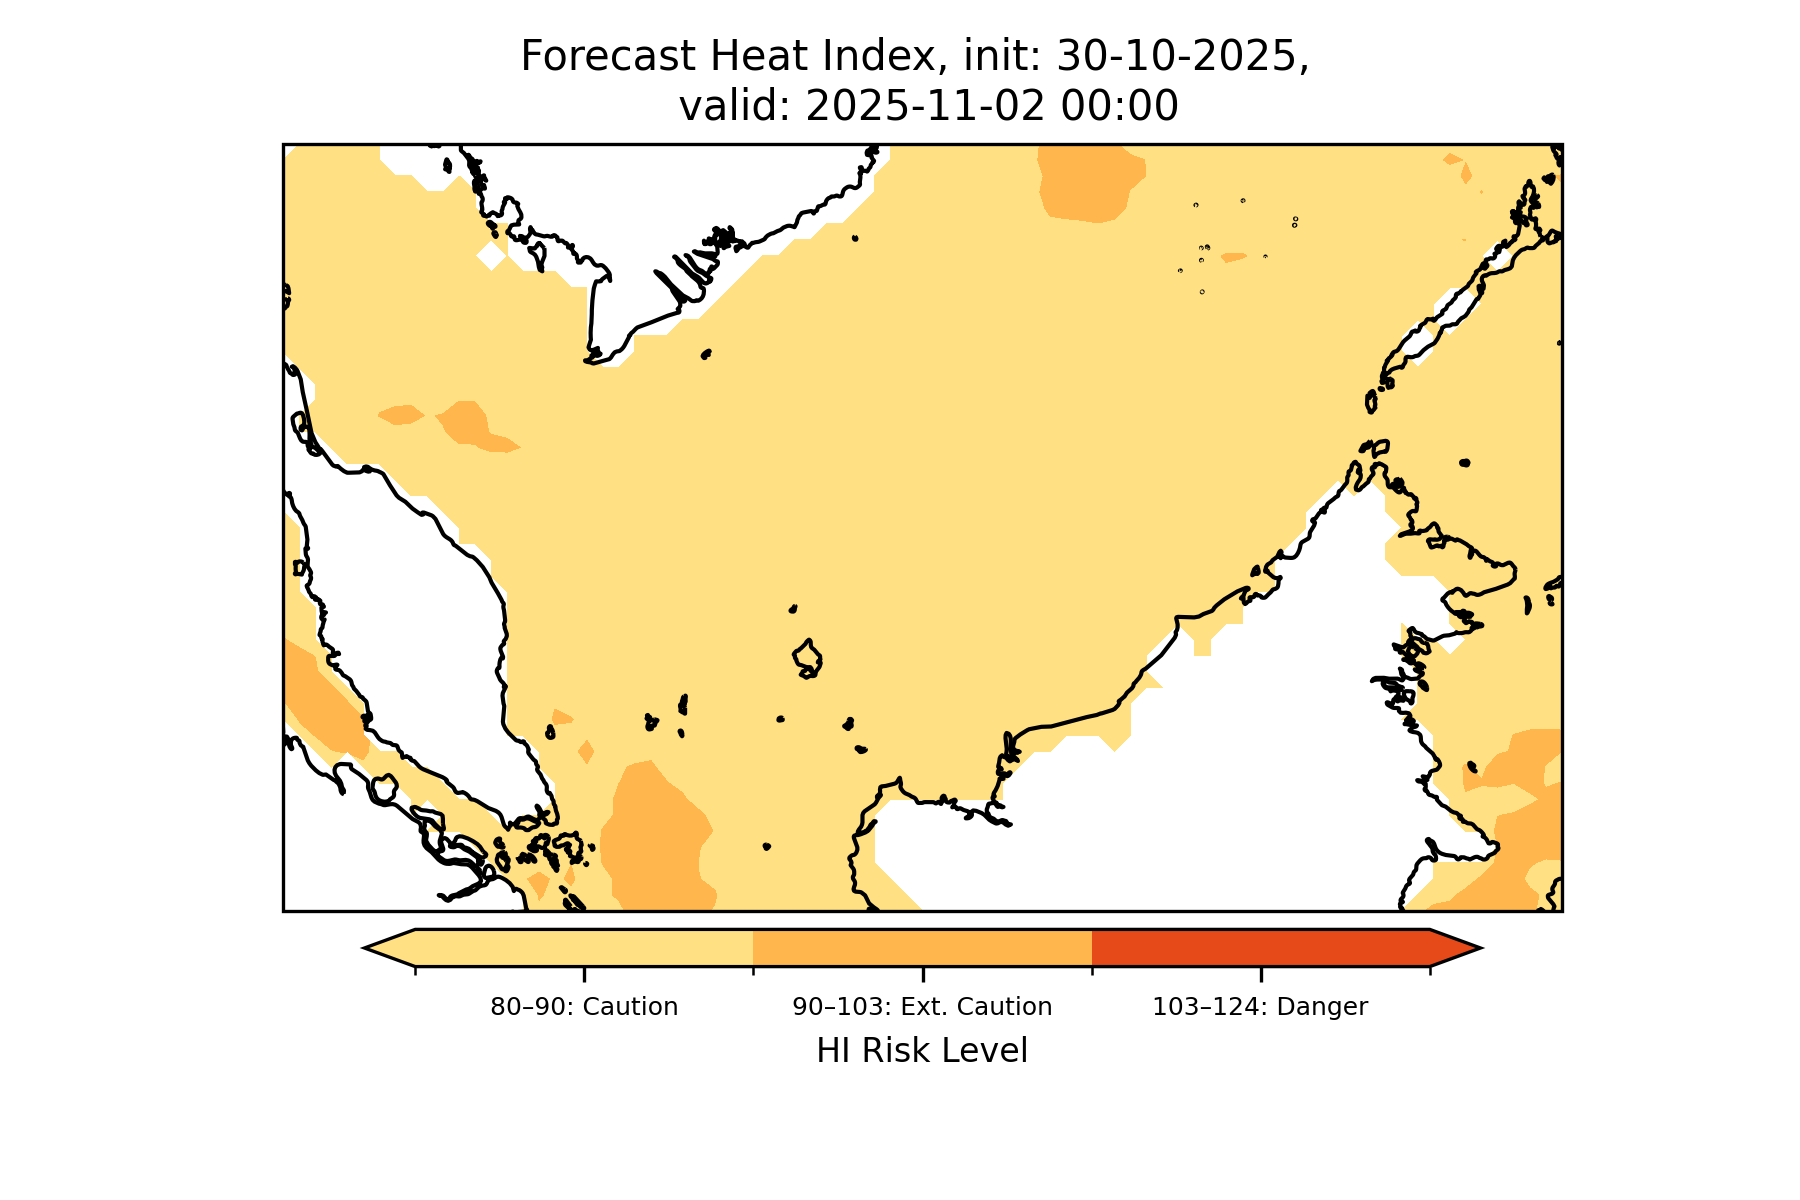 Forecast Heat Index, init: 30-10-2025,
valid: 2025-11-02 00:00
80–90: Caution
90–103: Ext. Caution
103–124: Danger
HI Risk Level